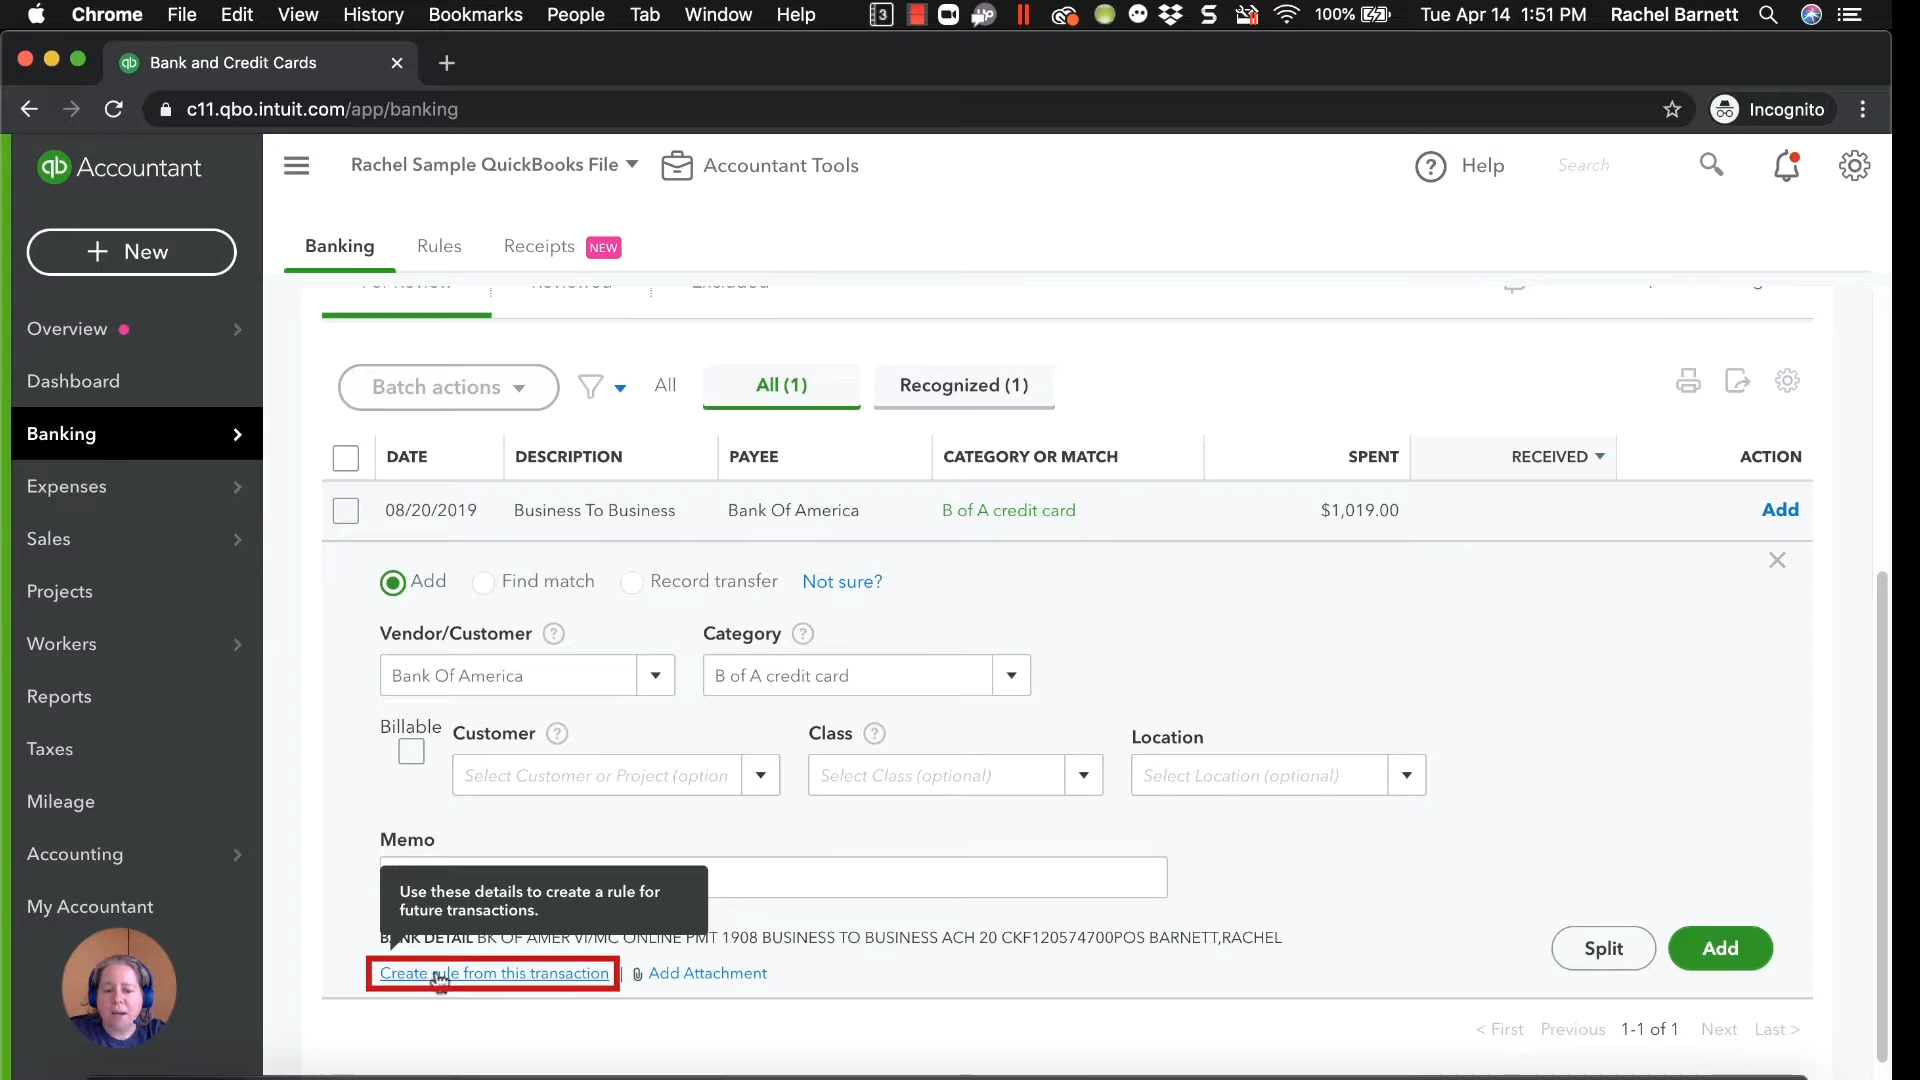 Chrome File Edit View History Bookmarks People Tab Window Help 3 100% Tue Apr 14 1:51 PM Rachel Barnett
qb Bank and Credit Cards
c11.qbo.intuit.com/app/banking Incognito
qb Accountant
Rachel Sample QuickBooks File Accountant Tools ? Help Search
+ New
Banking Rules Receipts NEW
For Review Reviewed Excluded
Overview
Dashboard
Banking
Expenses
Sales
Projects
Workers
Reports
Taxes
Mileage
Accounting
My Accountant
Batch actions All All (1) Recognized (1)
DATE DESCRIPTION PAYEE CATEGORY OR MATCH SPENT RECEIVED ACTION
08/20/2019 Business To Business Bank Of America B of A credit card $1,019.00 Add
Add Find match Record transfer Not sure?
Vendor/Customer ? Category ?
Bank Of America B of A credit card
Billable Customer ? Class ? Location
Select Customer or Project (option Select Class (optional) Select Location (optional)
Memo
Use these details to create a rule for
future transactions.
BANK DETAIL BK OF AMER VI/MC ONLINE PMT 1908 BUSINESS TO BUSINESS ACH 20 CKF120574700POS BARNETT,RACHEL
Split Add
Create rule from this transaction | Add Attachment
< First Previous 1-1 of 1 Next Last >